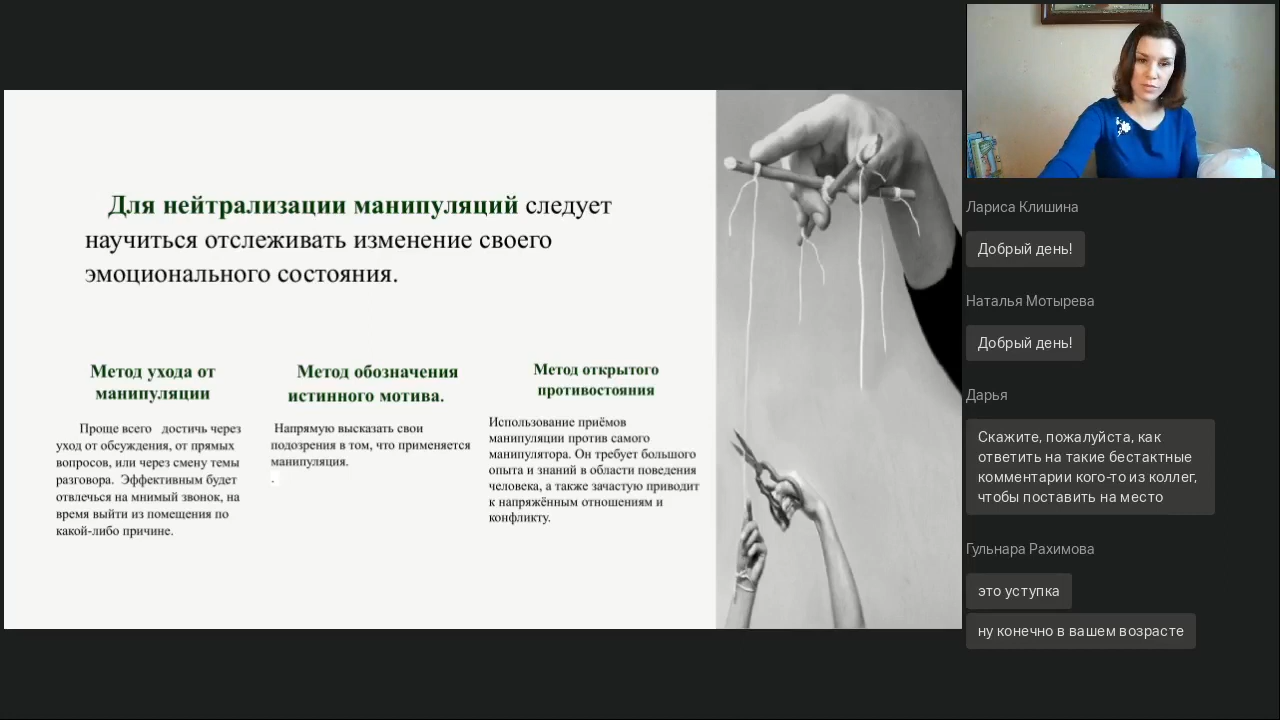 Для нейтрализации манипуляций следует
научиться отслеживать изменение своего
эмоционального состояния.
Метод ухода от
манипуляции
Проще всего достичь через
уход от обсуждения, от прямых
вопросов, или через смену темы
разговора. Эффективным будет
отвлечься на мнимый звонок, на
время выйти из помещения по
какой-либо причине.
Метод обозначения
истинного мотива.
Напрямую высказать свои
подозрения в том, что применяется
манипуляция.
.
Метод открытого
противостояния
Использование приёмов
манипуляции против самого
манипулятора. Он требует большого
опыта и знаний в области поведения
человека, а также зачастую приводит
к напряжённым отношениям и
конфликту.
Лариса Клишина
Добрый день!
Наталья Мотырева
Добрый день!
Дарья
Скажите, пожалуйста, как
ответить на такие бестактные
комментарии кого-то из коллег,
чтобы поставить на место
Гульнара Рахимова
это уступка
ну конечно в вашем возрасте